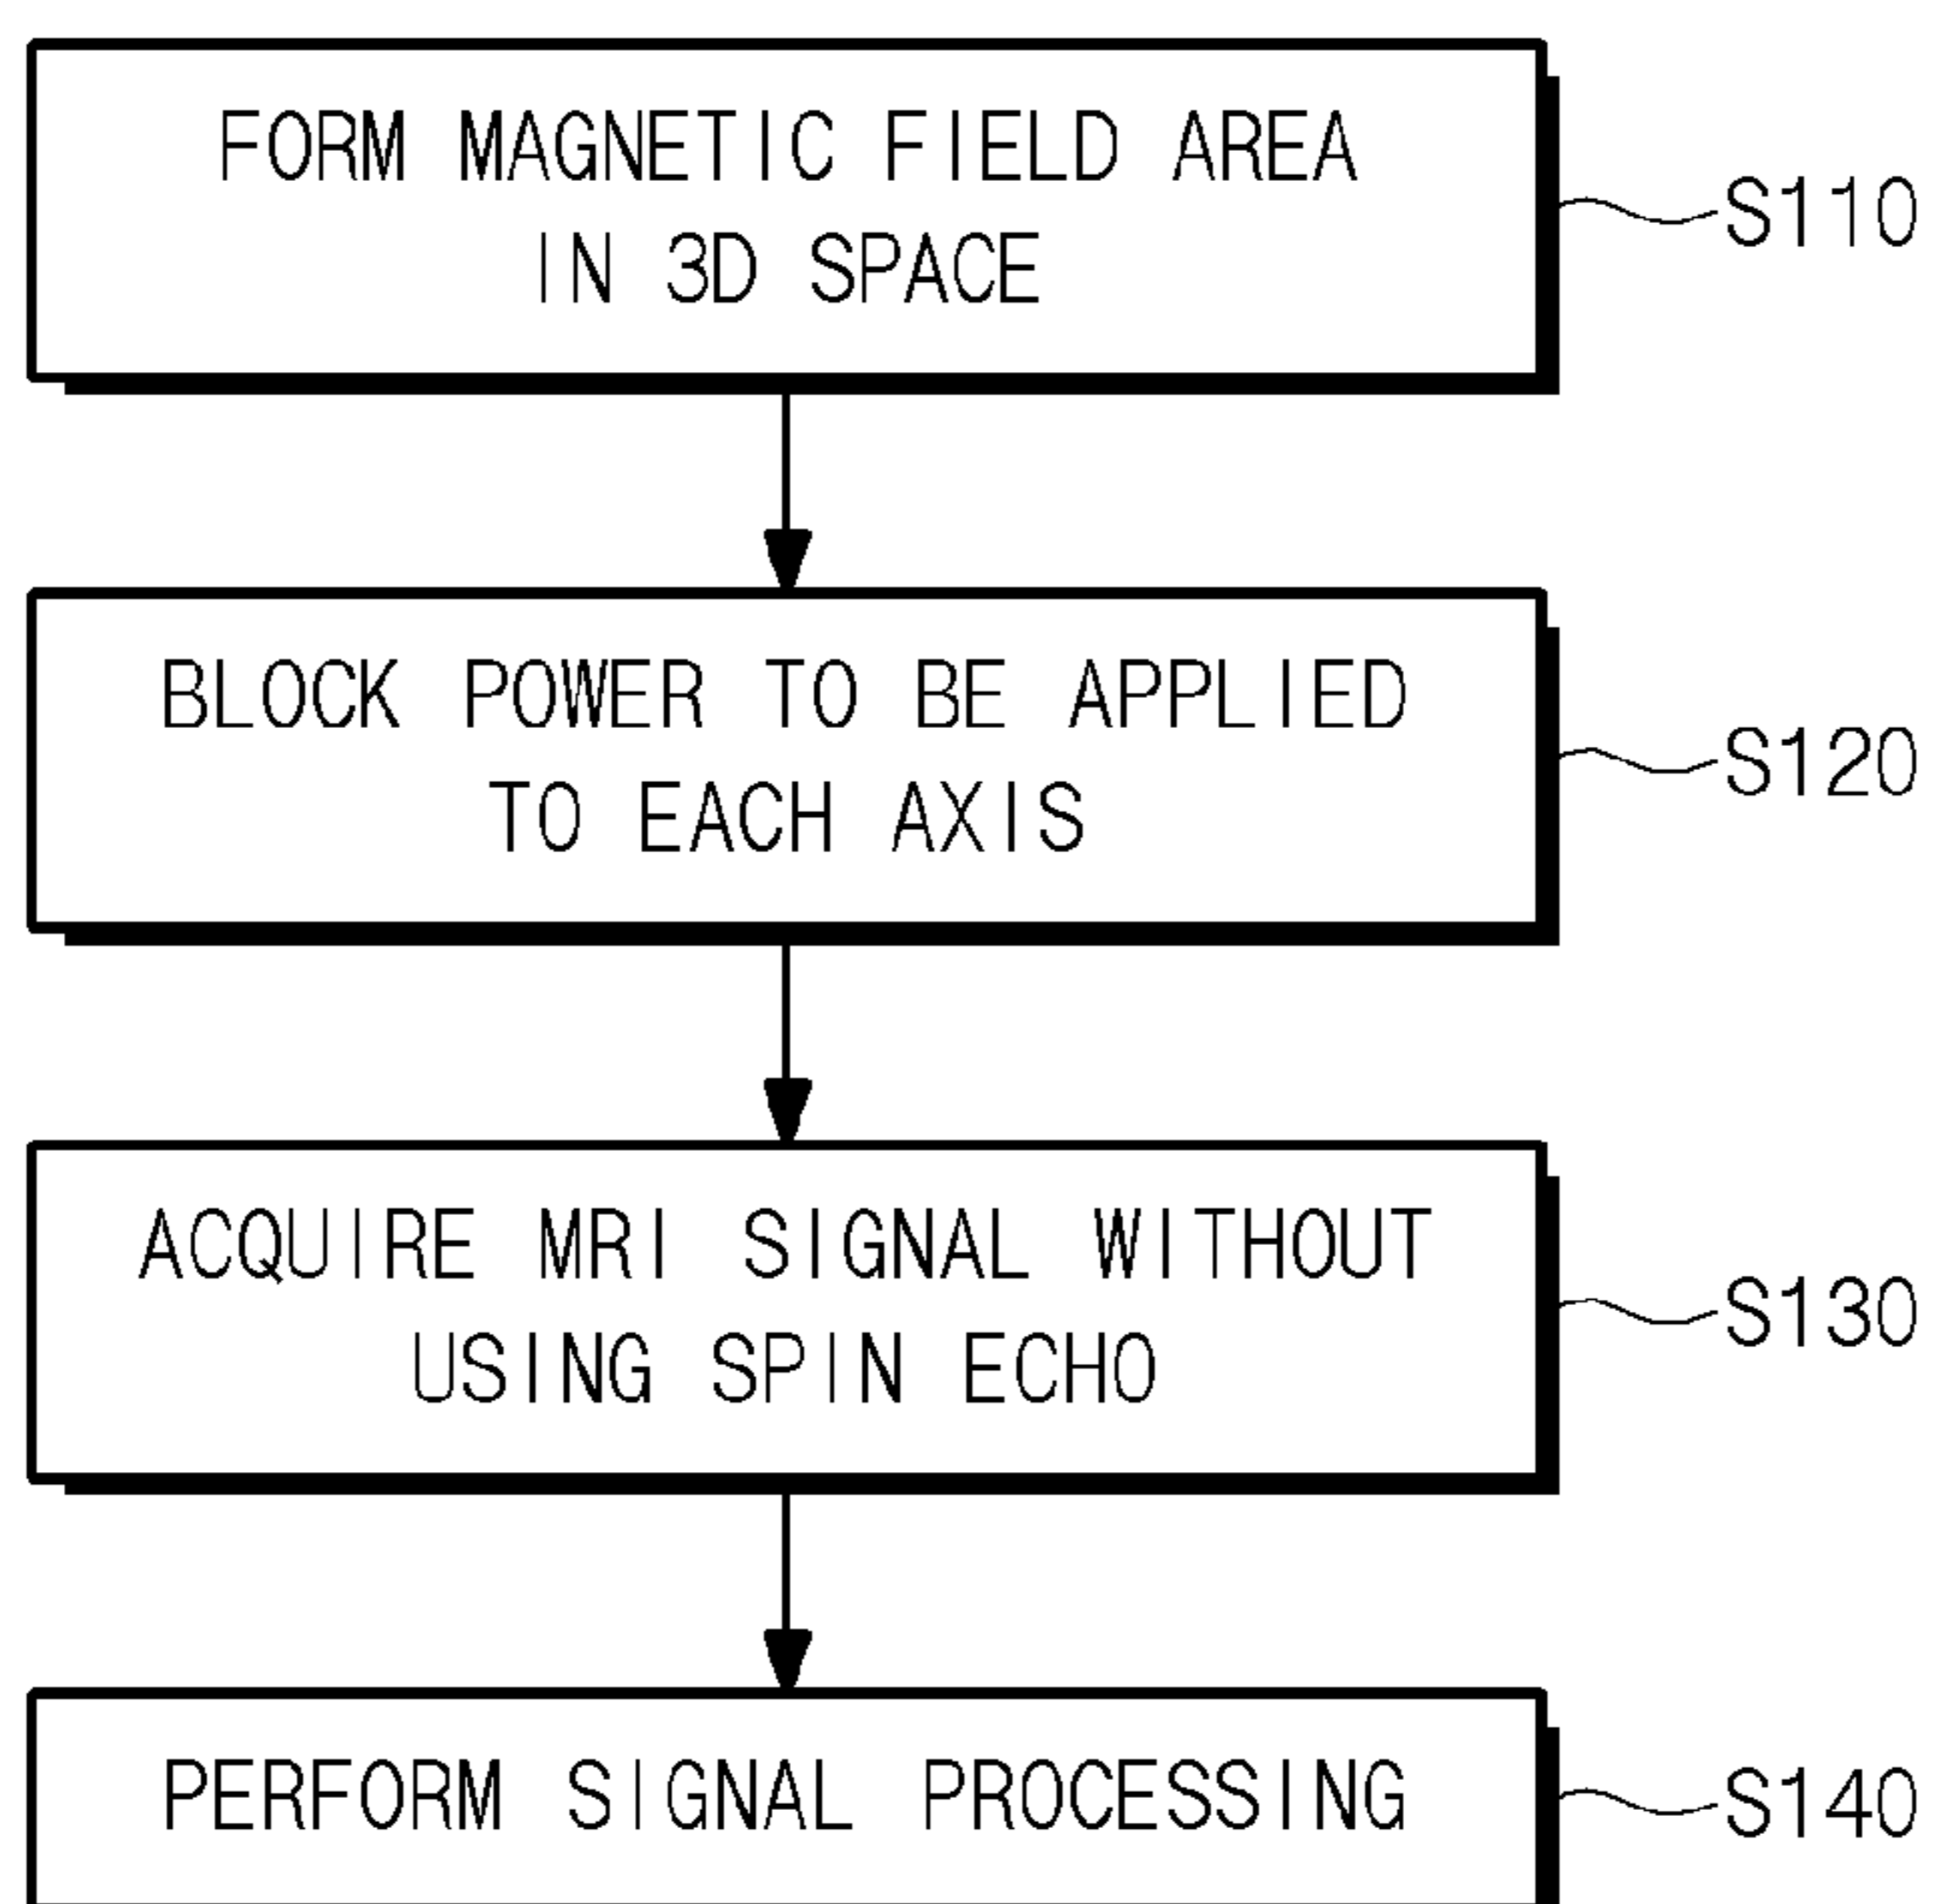 FORM MAGNETIC FIELD AREA
IN 3D SPACE
S110
BLOCK POWER TO BE APPLIED
TO EACH AXIS
S120
ACQUIRE MRI SIGNAL WITHOUT
USING SPIN ECHO
S130
PERFORM SIGNAL PROCESSING
S140